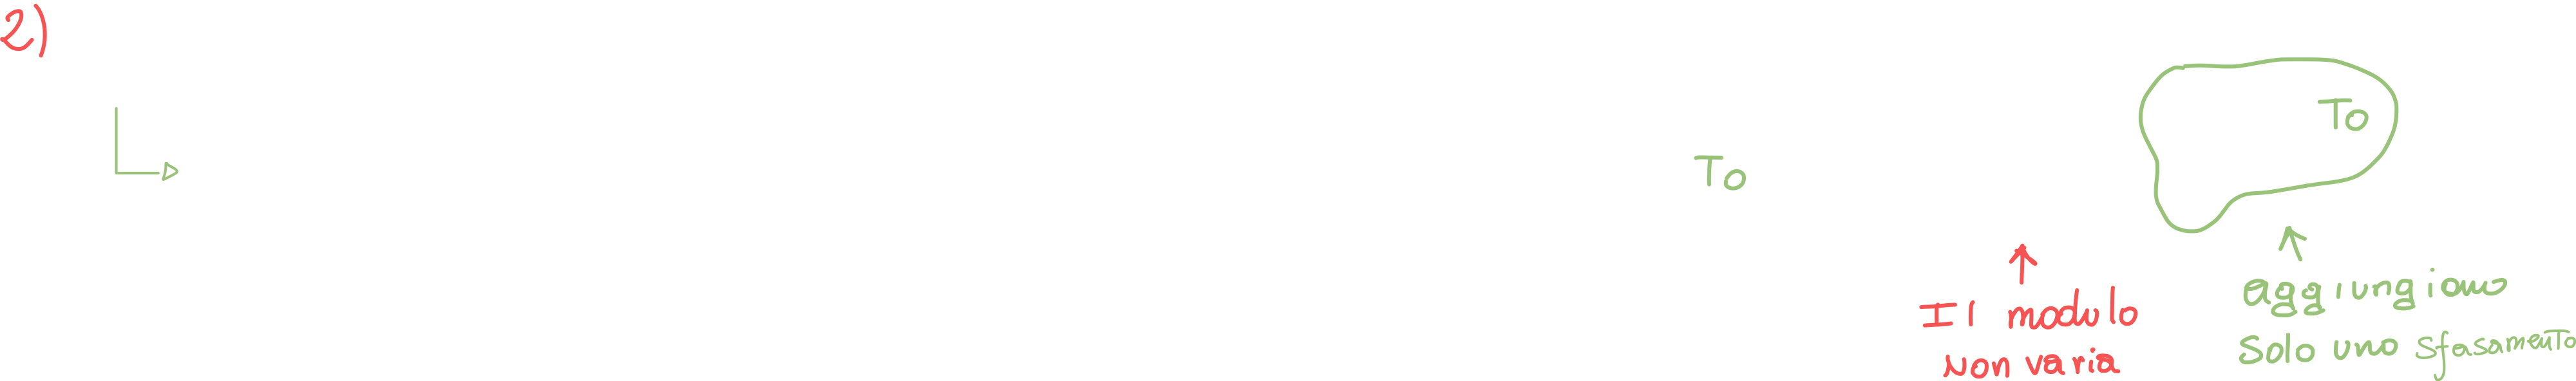 2)
To
To
Il modulo
non varia
aggiungiamo
solo uno sfasamento